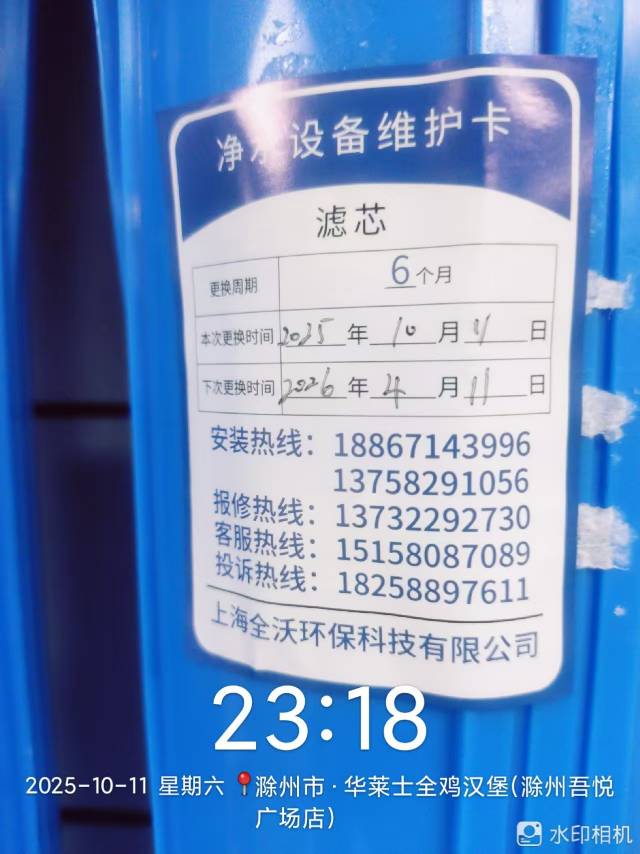 净水设备维护卡
滤芯
更换周期 6个月
本次更换时间 2025年10月11日
下次更换时间 2026年4月11日
安装热线：18867143996
13758291056
报修热线：13732292730
客服热线：15158087089
投诉热线：18258897611
上海全沃环保科技有限公司
23:18
2025-10-11 星期六 📍滁州市·华莱士全鸡汉堡(滁州吾悦
广场店)
水印相机